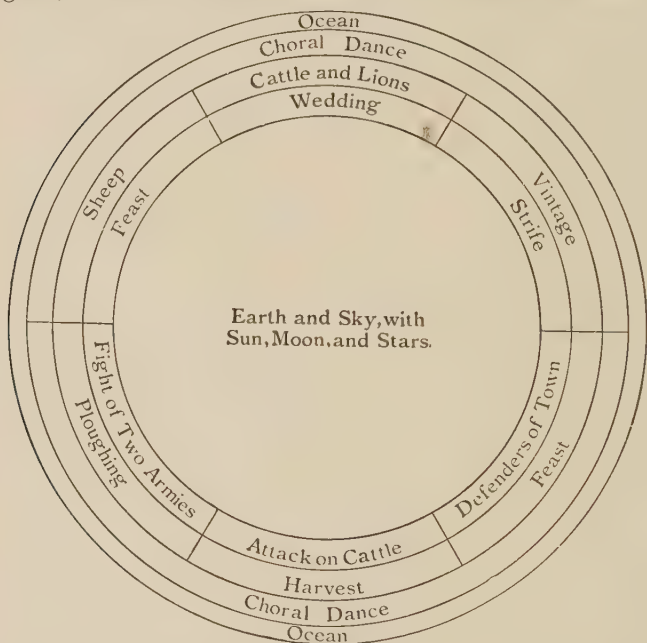 Ocean
Choral Dance
Cattle and Lions
Wedding
Sheep
Feast
Vintage
Strife
Earth and Sky, with
Sun, Moon, and Stars.
Fight of Two Armies
Ploughing
Defenders of Town
Feast
Attack on Cattle
Harvest
Choral Dance
Ocean